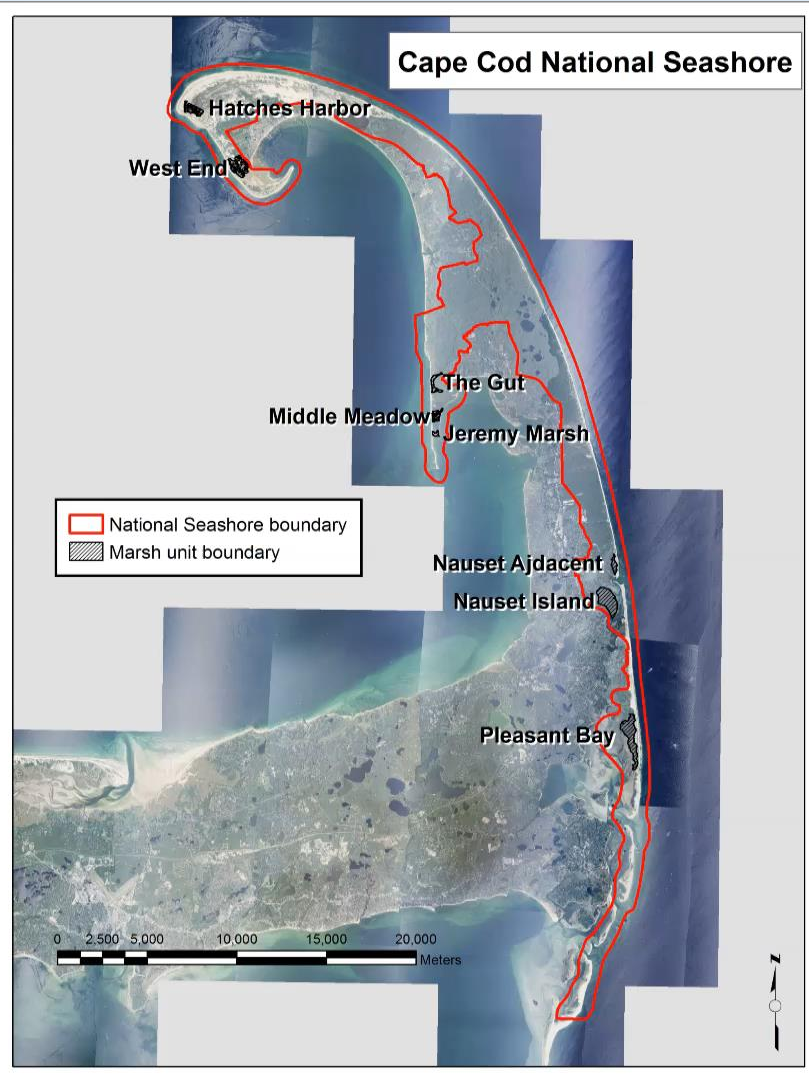 Cape Cod National Seashore
Hatches Harbor
West End
The Gut
Middle Meadow
Jeremy Marsh
National Seashore boundary
Marsh unit boundary
Nauset Ajdacent
Nauset Island
Pleasant Bay
0 2,500 5,000 10,000 15,000 20,000
Meters
N